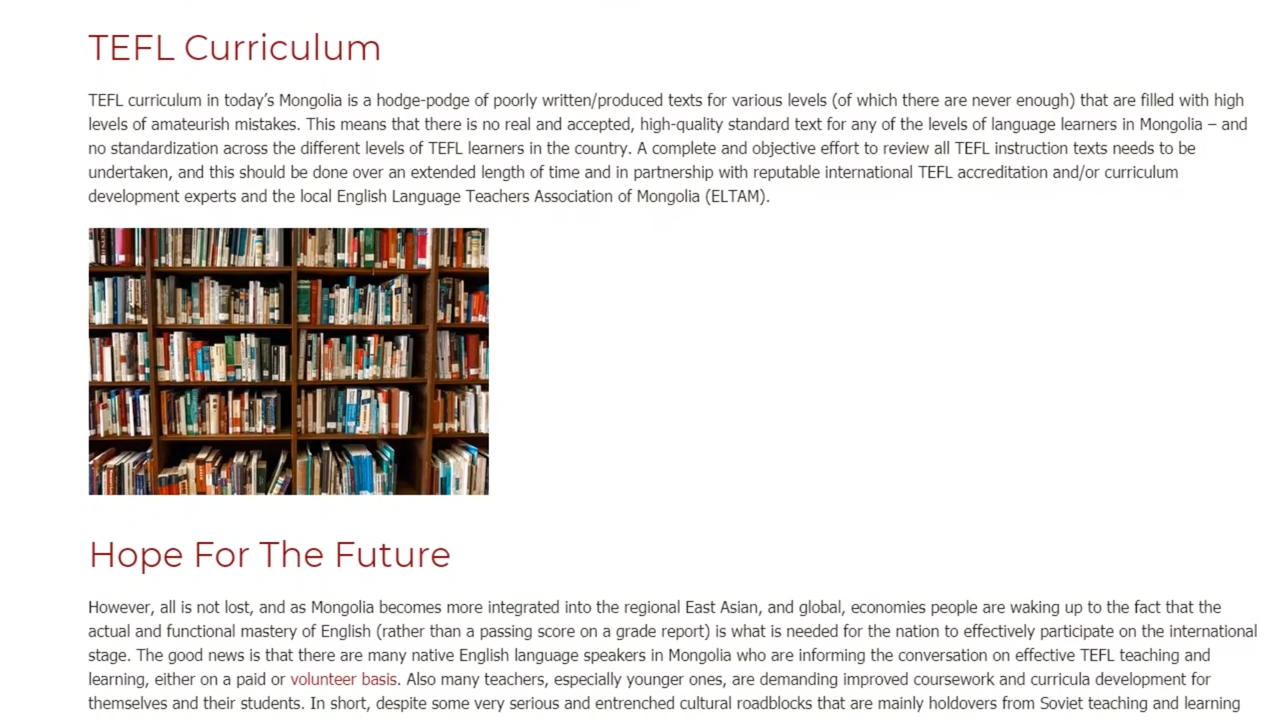 TEFL Curriculum
TEFL curriculum in today’s Mongolia is a hodge-podge of poorly written/produced texts for various levels (of which there are never enough) that are filled with high
levels of amateurish mistakes. This means that there is no real and accepted, high-quality standard text for any of the levels of language learners in Mongolia – and
no standardization across the different levels of TEFL learners in the country. A complete and objective effort to review all TEFL instruction texts needs to be
undertaken, and this should be done over an extended length of time and in partnership with reputable international TEFL accreditation and/or curriculum
development experts and the local English Language Teachers Association of Mongolia (ELTAM).
Hope For The Future
However, all is not lost, and as Mongolia becomes more integrated into the regional East Asian, and global, economies people are waking up to the fact that the
actual and functional mastery of English (rather than a passing score on a grade report) is what is needed for the nation to effectively participate on the international
stage. The good news is that there are many native English language speakers in Mongolia who are informing the conversation on effective TEFL teaching and
learning, either on a paid or volunteer basis. Also many teachers, especially younger ones, are demanding improved coursework and curricula development for
themselves and their students. In short, despite some very serious and entrenched cultural roadblocks that are mainly holdovers from Soviet teaching and learning